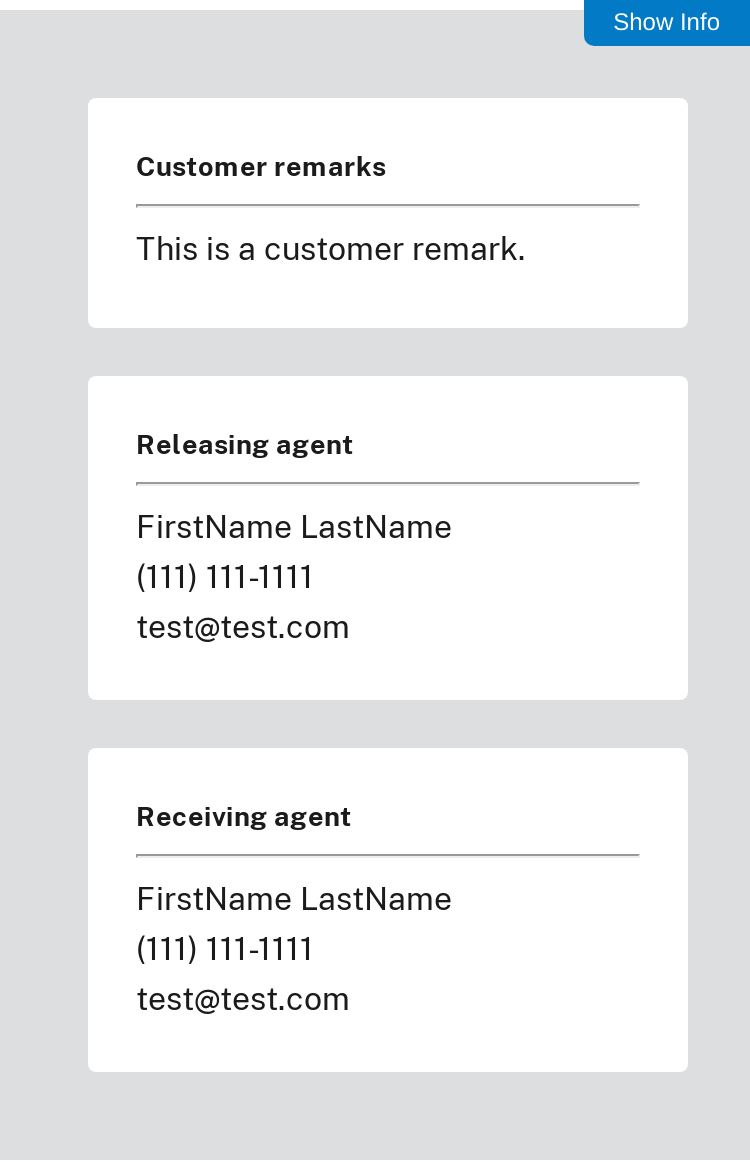 Show Info
Customer remarks
This is a customer remark.
Releasing agent
FirstName LastName
(111) 111-1111
test@test.com
Receiving agent
FirstName LastName
(111) 111-1111
test@test.com